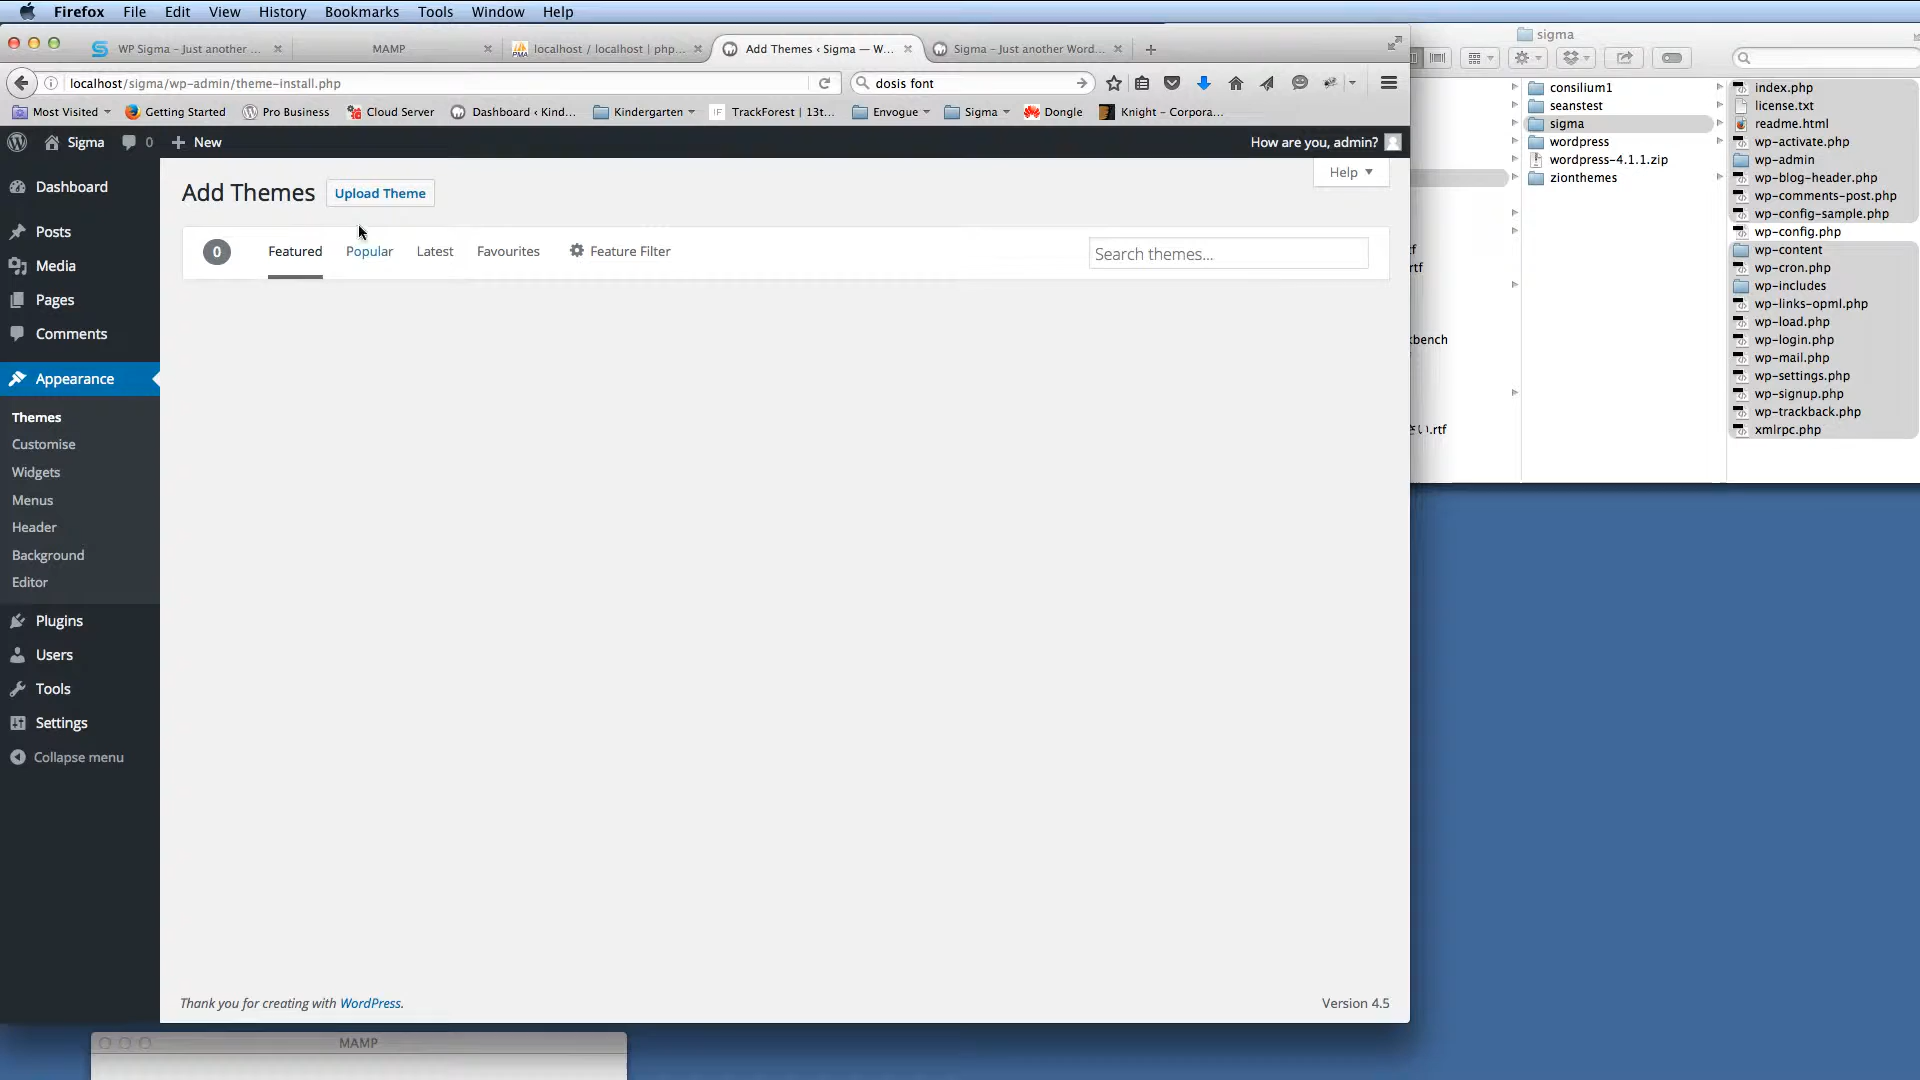 Firefox File Edit View History Bookmarks Tools Window Help
WP Sigma – Just another ... MAMP localhost / localhost | php... Add Themes ‹ Sigma — W... Sigma – Just another Word...
localhost/sigma/wp-admin/theme-install.php dosis font
Most Visited Getting Started Pro Business Cloud Server Dashboard ‹ Kind... Kindergarten TrackForest | 13t... Envogue Sigma Dongle Knight – Corpora...
Sigma 0 New How are you, admin?
Help
Add Themes Upload Theme
0 Featured Popular Latest Favourites Feature Filter Search themes...
Dashboard
Posts
Media
Pages
Comments
Appearance
Themes
Customise
Widgets
Menus
Header
Background
Editor
Plugins
Users
Tools
Settings
Collapse menu
Thank you for creating with WordPress. Version 4.5
MAMP
sigma
consilium1
seanstest
sigma
wordpress
wordpress-4.1.1.zip
zionthemes
index.php
license.txt
readme.html
wp-activate.php
wp-admin
wp-blog-header.php
wp-comments-post.php
wp-config-sample.php
wp-config.php
wp-content
wp-cron.php
wp-includes
wp-links-opml.php
wp-load.php
wp-login.php
wp-mail.php
wp-settings.php
wp-signup.php
wp-trackback.php
xmlrpc.php